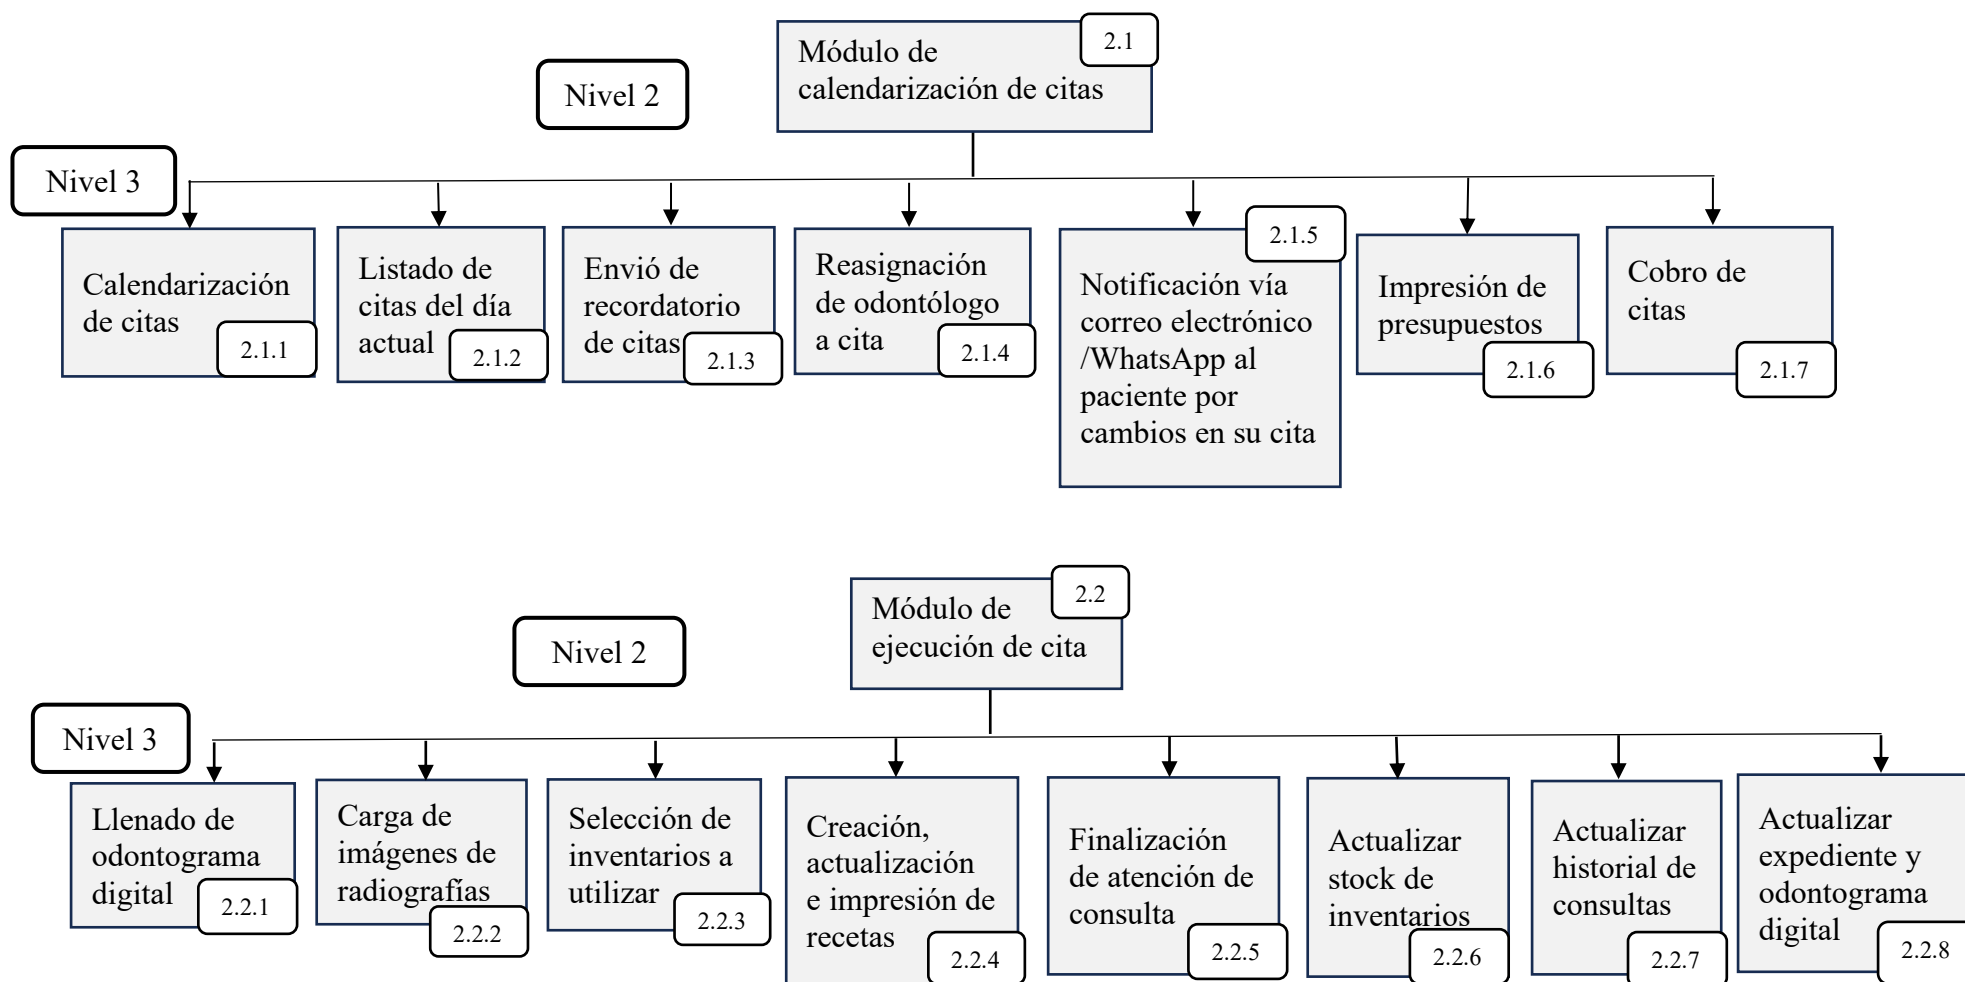 Módulo de
calendarización de citas
2.1
Nivel 2
Nivel 3
Calendarización
de citas
2.1.1
Listado de
citas del día
actual
2.1.2
Envió de
recordatorio
de citas
2.1.3
Reasignación
de odontólogo
a cita
2.1.4
Notificación vía
correo electrónico
/WhatsApp al
paciente por
cambios en su cita
2.1.5
Impresión de
presupuestos
2.1.6
Cobro de
citas
2.1.7
Módulo de
ejecución de cita
2.2
Nivel 2
Nivel 3
Llenado de
odontograma
digital
2.2.1
Carga de
imágenes de
radiografías
2.2.2
Selección de
inventarios a
utilizar
2.2.3
Creación,
actualización
e impresión de
recetas
2.2.4
Finalización
de atención de
consulta
2.2.5
Actualizar
stock de
inventarios
2.2.6
Actualizar
historial de
consultas
2.2.7
Actualizar
expediente y
odontograma
digital
2.2.8